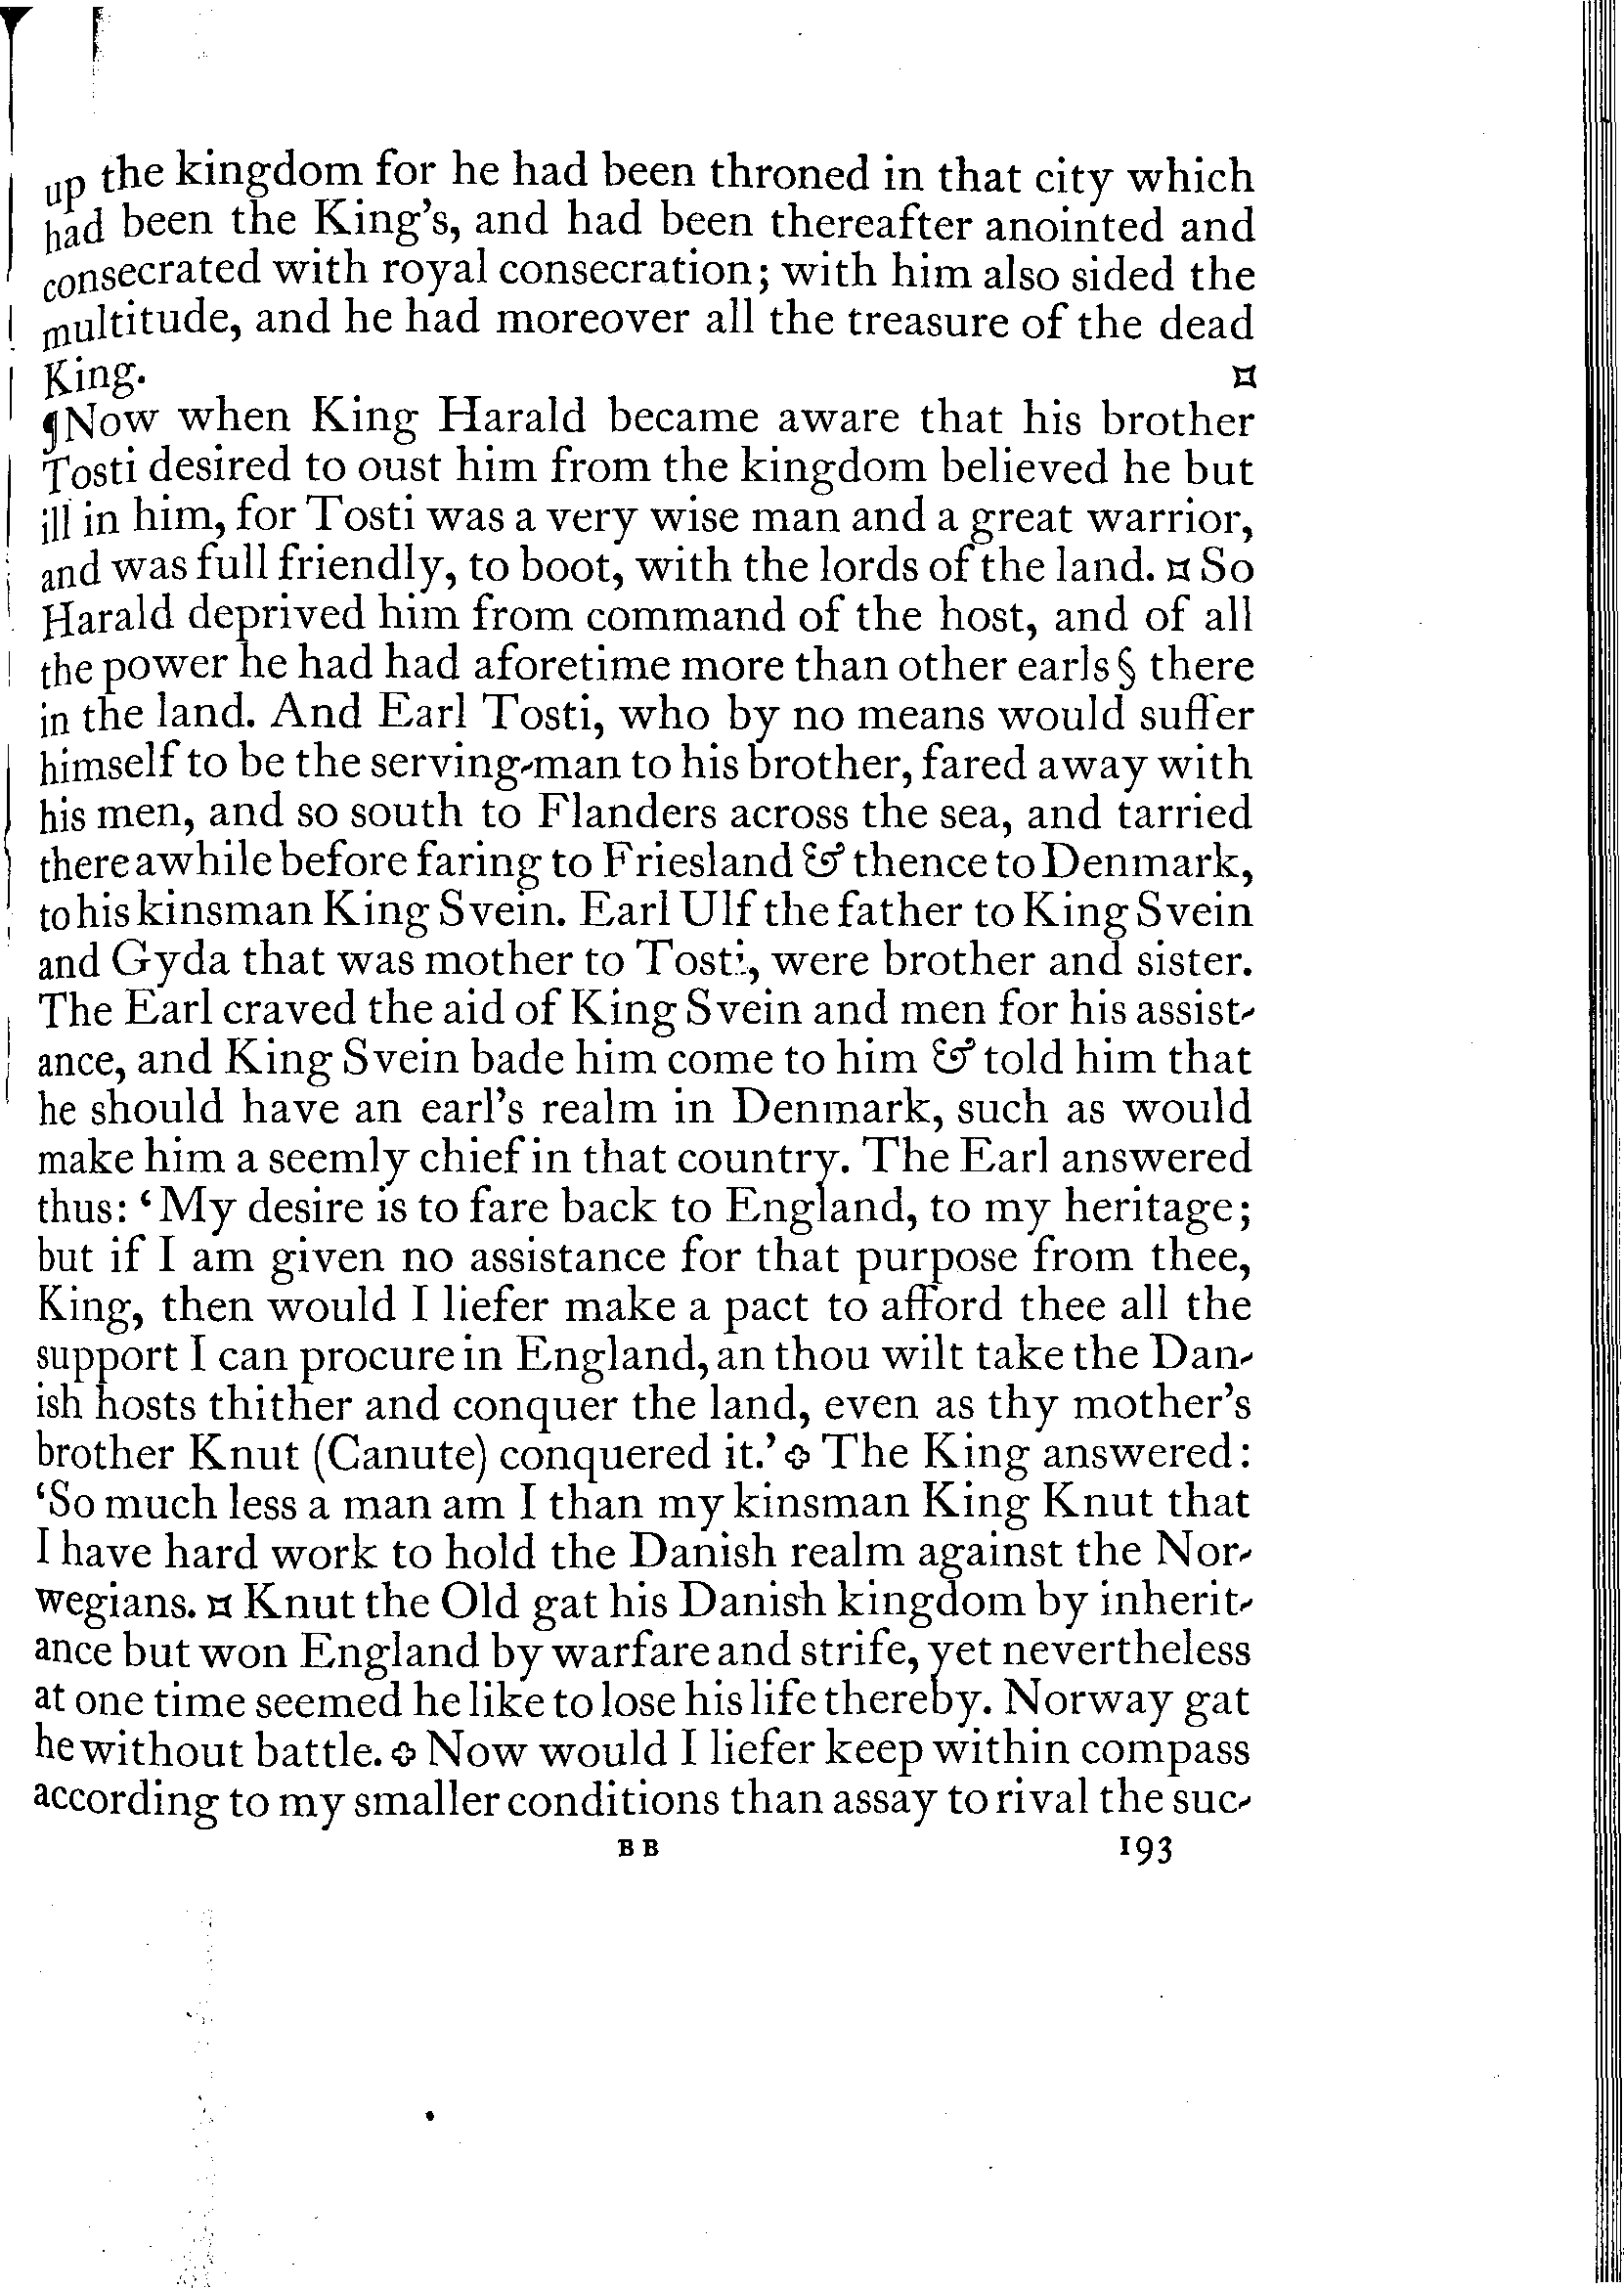 up the kingdom for he had been throned in that city which
had been the King's, and had been thereafter anointed and
consecrated with royal consecration; with him also sided the
multitude, and he had moreover all the treasure of the dead
King. ¤
¶Now when King Harald became aware that his brother
Tosti desired to oust him from the kingdom believed he but
ill in him, for Tosti was a very wise man and a great warrior,
and was full friendly, to boot, with the lords of the land. ¤ So
Harald deprived him from command of the host, and of all
the power he had had aforetime more than other earls § there
in the land. And Earl Tosti, who by no means would suffer
himself to be the serving-man to his brother, fared away with
his men, and so south to Flanders across the sea, and tarried
there awhile before faring to Friesland & thence to Denmark,
to his kinsman King Svein. Earl Ulf the father to King Svein
and Gyda that was mother to Tosti, were brother and sister.
The Earl craved the aid of King Svein and men for his assist-
ance, and King Svein bade him come to him & told him that
he should have an earl's realm in Denmark, such as would
make him a seemly chief in that country. The Earl answered
thus: 'My desire is to fare back to England, to my heritage;
but if I am given no assistance for that purpose from thee,
King, then would I liefer make a pact to afford thee all the
support I can procure in England, an thou wilt take the Dan-
ish hosts thither and conquer the land, even as thy mother's
brother Knut (Canute) conquered it.' ✣ The King answered:
'So much less a man am I than my kinsman King Knut that
I have hard work to hold the Danish realm against the Nor-
wegians. ¤ Knut the Old gat his Danish kingdom by inherit-
ance but won England by warfare and strife, yet nevertheless
at one time seemed he like to lose his life thereby. Norway gat
he without battle. ✣ Now would I liefer keep within compass
according to my smaller conditions than assay to rival the suc-
B B 193